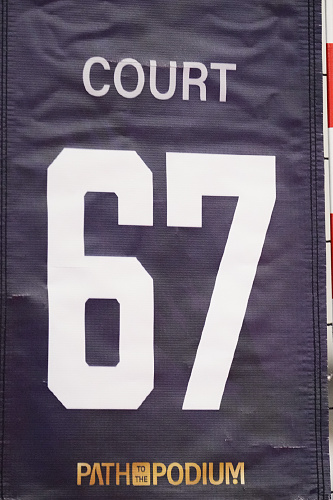 COURT
67
PATH TO THE PODIUM